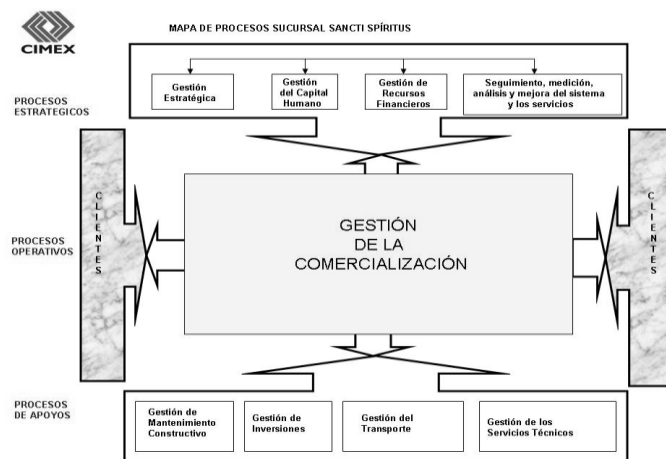 CIMEX
MAPA DE PROCESOS SUCURSAL SANCTI SPÍRITUS
PROCESOS
ESTRATEGICOS
Gestión
Estratégica
Gestión
del Capital
Humano
Gestión de
Recursos
Financieros
Seguimiento, medición,
análisis y mejora del sistema
y los servicios
CLIENTES
PROCESOS
OPERATIVOS
GESTIÓN
DE LA
COMERCIALIZACIÓN
CLIENTES
PROCESOS
DE APOYOS
Gestión de
Mantenimiento
Constructivo
Gestión de
Inversiones
Gestión del
Transporte
Gestión de los
Servicios Técnicos